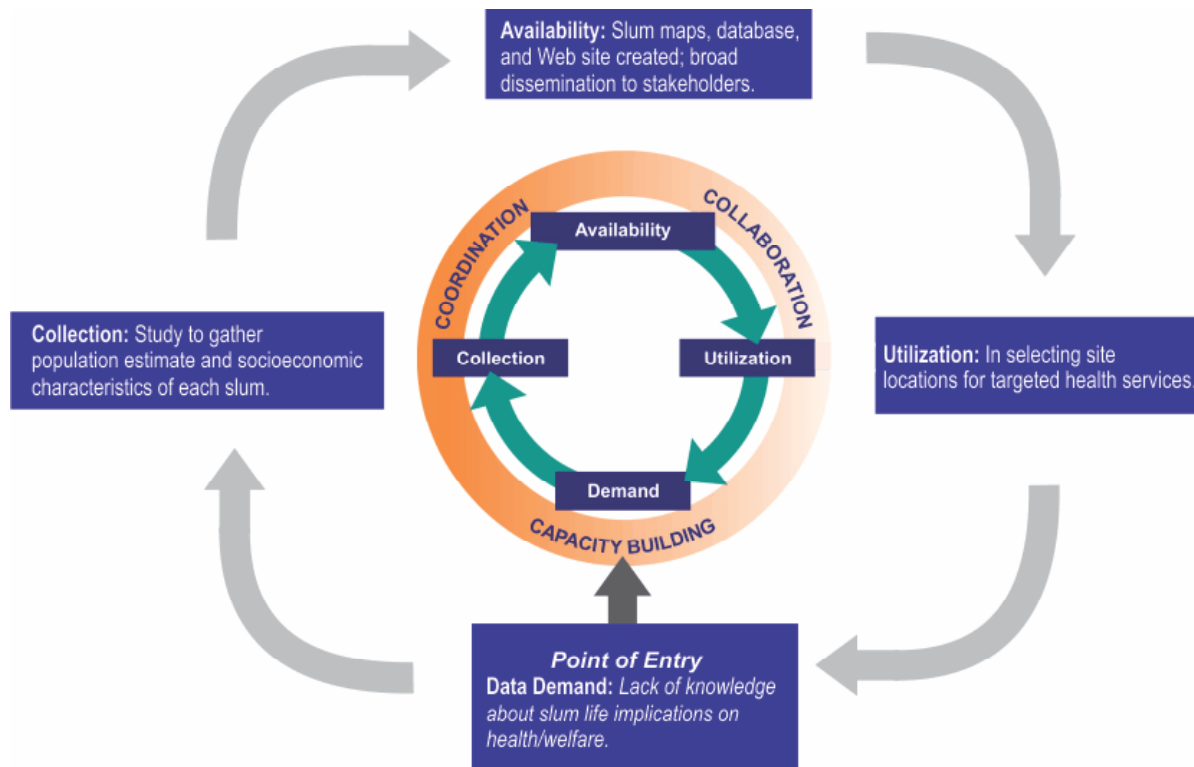 Availability: Slum maps, database,
and Web site created; broad
dissemination to stakeholders.
COORDINATION
COLLABORATION
Availability
Collection: Study to gather
population estimate and socioeconomic
characteristics of each slum.
Collection
Utilization
Utilization: In selecting site
locations for targeted health services.
Demand
CAPACITY BUILDING
Point of Entry
Data Demand: Lack of knowledge
about slum life implications on
health/welfare.